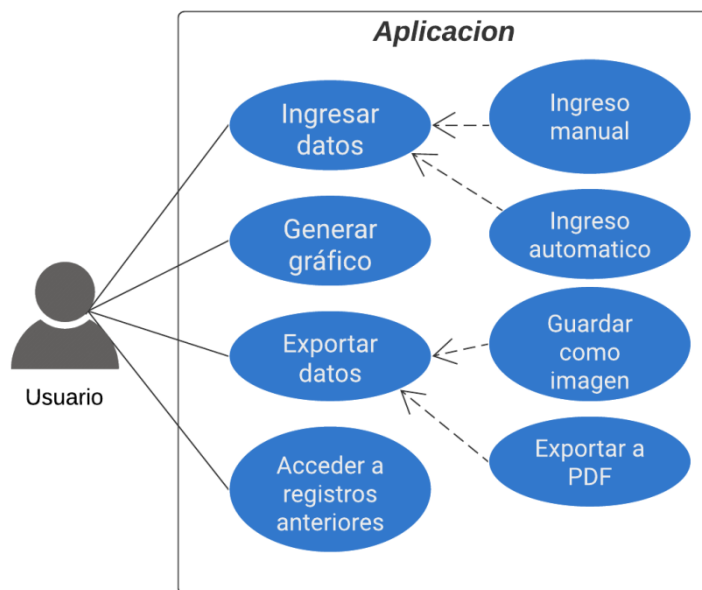 Aplicacion
Ingresar
datos
Ingreso
manual
Ingreso
automatico
Generar
gráfico
Guardar
como
imagen
Exportar
datos
Usuario
Exportar a
PDF
Acceder a
registros
anteriores